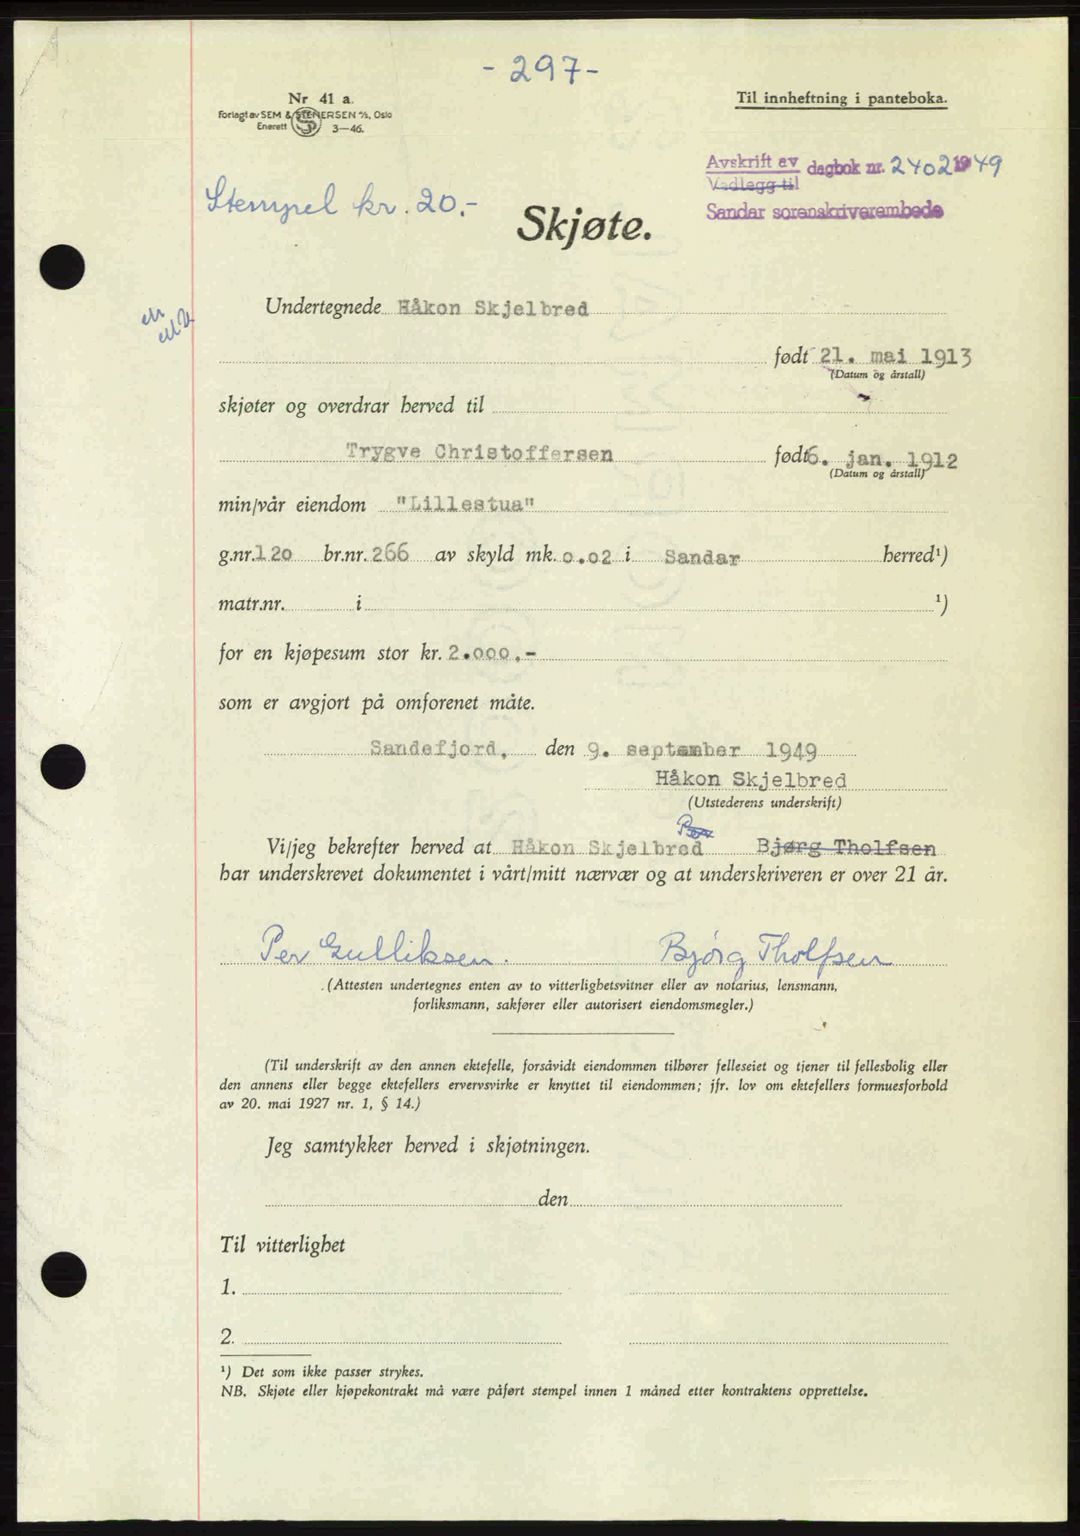 - 297 -
Nr 41 a.
Forlagt av SEM & STENERSEN A/S, Oslo
Enerett 3—46.
Til innheftning i panteboka.
Avskrift av dagbok nr. 2402 1949
Vedlegg til
Sandar sorenskriverembede
Stempel kr. 20.-
Skjøte.
Undertegnede Håkon Skjelbred
født 21. mai 1913
(Datum og årstall)
skjøter og overdrar herved til
Trygve Christoffersen født 6. jan. 1912
(Datum og årstall)
min/vår eiendom "Lillestua"
g.nr. 120 br.nr. 266 av skyld mk. 0.02 i Sandar herred¹)
matr.nr. i ¹)
for en kjøpesum stor kr. 2.000.-
som er avgjort på omforenet måte.
Sandefjord, den 9. september 1949
Håkon Skjelbred
(Utstederens underskrift)
Vi/jeg bekrefter herved at Håkon Skjelbred Bjørg Tholfsen
har underskrevet dokumentet i vårt/mitt nærvær og at underskriveren er over 21 år.
Per Gulliksen. Bjørg Tholfsen
(Attesten undertegnes enten av to vitterlighetsvitner eller av notarius, lensmann,
forliksmann, sakfører eller autorisert eiendomsmegler.)
(Til underskrift av den annen ektefelle, forsåvidt eiendommen tilhører felleseiet og tjener til fellesbolig eller
den annens eller begge ektefellers ervervsvirke er knyttet til eiendommen; jfr. lov om ektefellers formuesforhold
av 20. mai 1927 nr. 1, § 14.)
Jeg samtykker herved i skjøtningen.
den
Til vitterlighet
1.
2.
¹) Det som ikke passer strykes.
NB. Skjøte eller kjøpekontrakt må være påført stempel innen 1 måned etter kontraktens opprettelse.